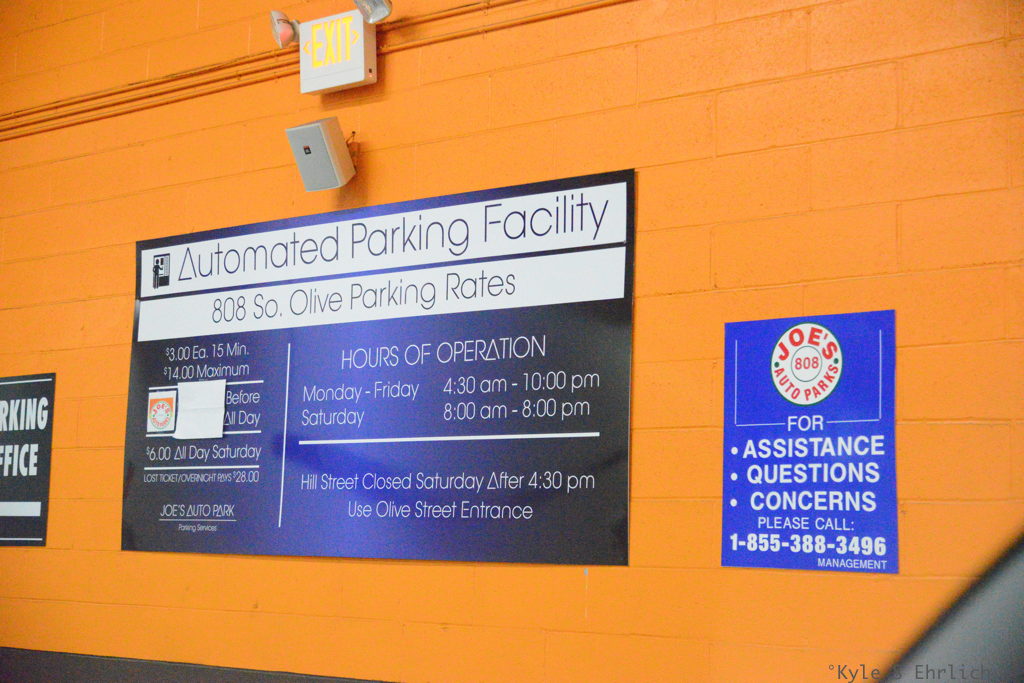 EXIT
Automated Parking Facility
808 So. Olive Parking Rates
$3.00 Ea. 15 Min.
$14.00 Maximum
Before
All Day
$6.00 All Day Saturday
LOST TICKET/OVERNIGHT PAYS $28.00
JOE'S AUTO PARK
Parking Services
HOURS OF OPERATION
Monday - Friday 4:30 am - 10:00 pm
Saturday 8:00 am - 8:00 pm
Hill Street Closed Saturday After 4:30 pm
Use Olive Street Entrance
RKING
FFICE
JOE'S
808
AUTO PARKS
FOR
• ASSISTANCE
• QUESTIONS
• CONCERNS
PLEASE CALL:
1-855-388-3496
MANAGEMENT
°Kyle Ehrlich